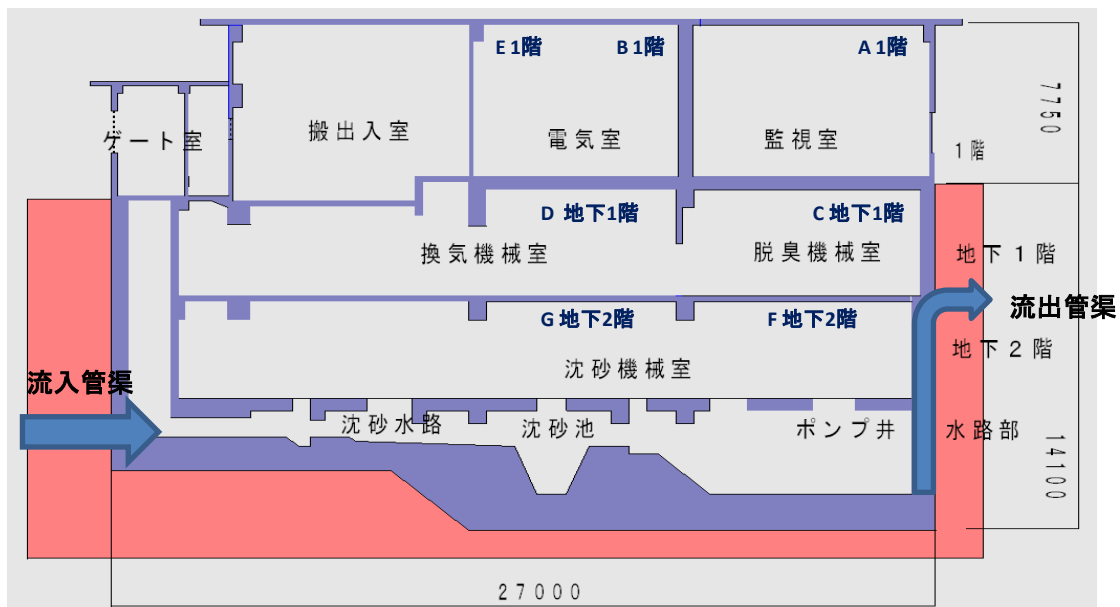 E 1階
B 1階
A 1階
7750
ゲート室
搬出入室
電気室
監視室
1階
D 地下1階
C 地下1階
換気機械室
脱臭機械室
地下1階
流出管渠
G 地下2階
F 地下2階
地下2階
沈砂機械室
流入管渠
沈砂水路
沈砂池
ポンプ井
水路部
14100
27000